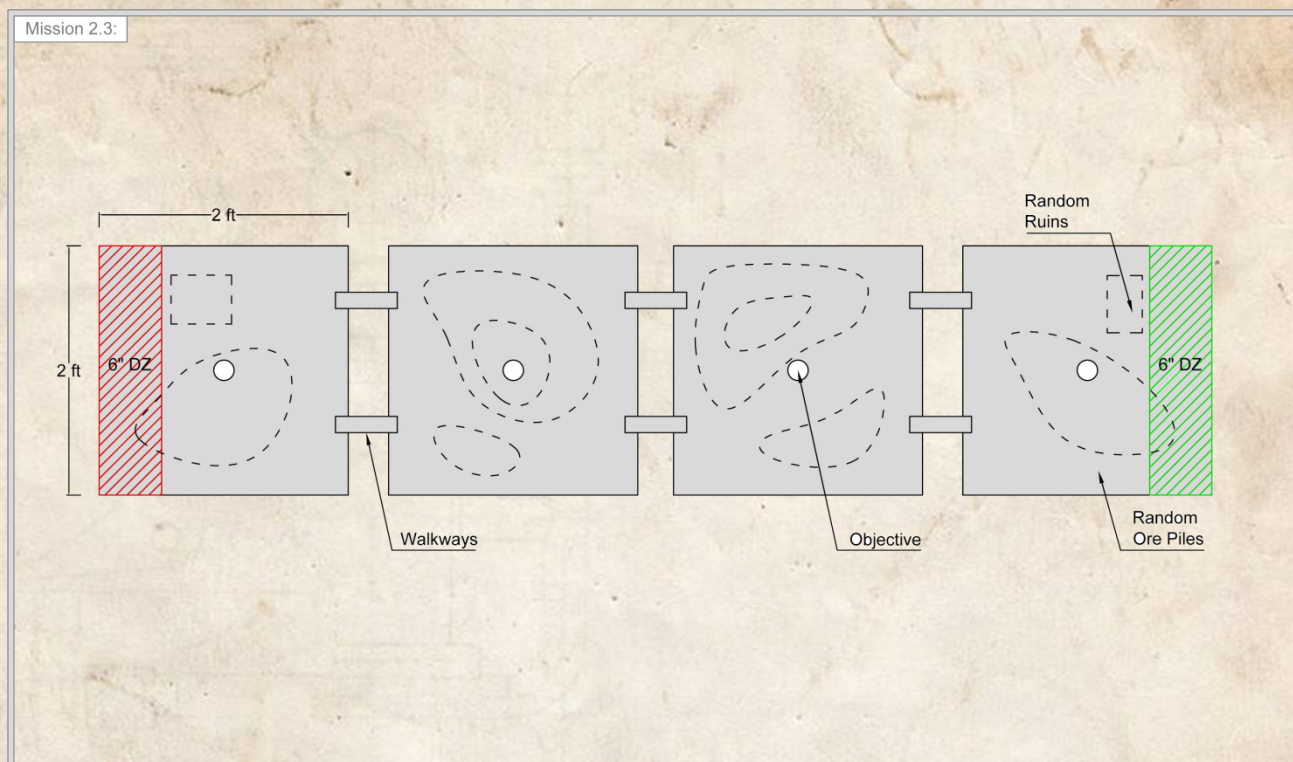 Mission 2.3:
2 ft
Random
Ruins
2 ft
6" DZ
6" DZ
Walkways
Objective
Random
Ore Piles